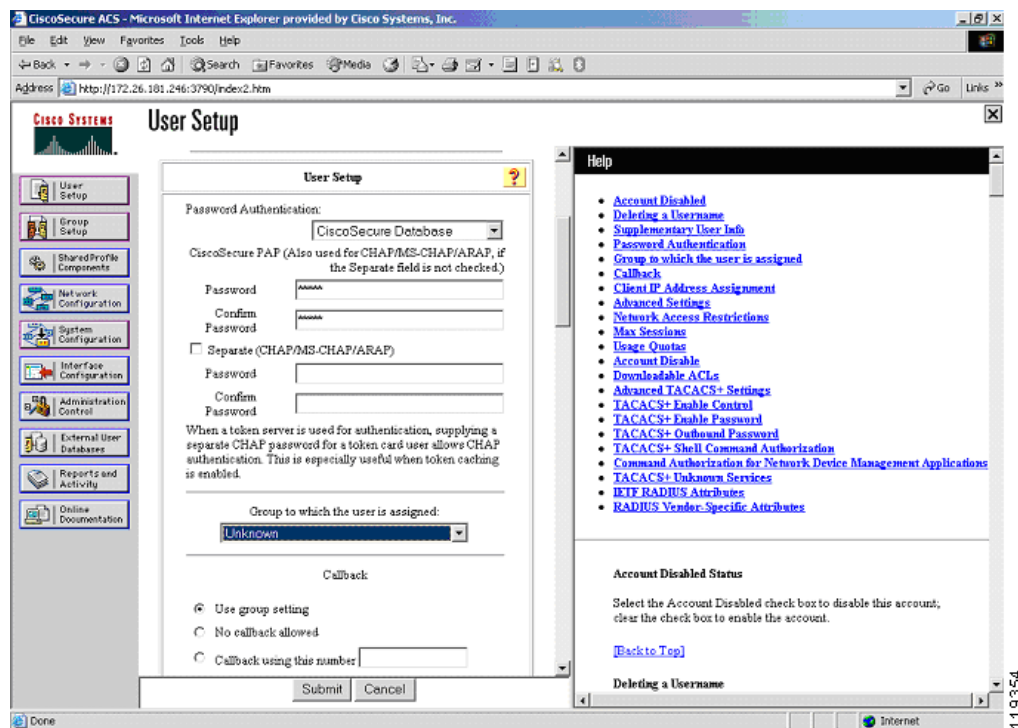 CiscoSecure ACS - Microsoft Internet Explorer provided by Cisco Systems, Inc.
File Edit View Favorites Tools Help
Back Search Favorites Media
Address http://172.26.181.246:3790/index2.htm Go Links »
CISCO SYSTEMS
User Setup
User Setup
Group Setup
Shared Profile Components
Network Configuration
System Configuration
Interface Configuration
Administration Control
External User Databases
Reports and Activity
Online Documentation
User Setup
?
Password Authentication:
CiscoSecure Database
CiscoSecure PAP (Also used for CHAP/MS-CHAP/ARAP, if
the Separate field is not checked.)
Password *****
Confirm
Password *****
Separate (CHAP/MS-CHAP/ARAP)
Password
Confirm
Password
When a token server is used for authentication, supplying a
separate CHAP password for a token card user allows CHAP
authentication. This is especially useful when token caching
is enabled.
Group to which the user is assigned:
Unknown
Callback
Use group setting
No callback allowed
Callback using this number
Submit Cancel
Help
Account Disabled
Deleting a Username
Supplementary User Info
Password Authentication
Group to which the user is assigned
Callback
Client IP Address Assignment
Advanced Settings
Network Access Restrictions
Max Sessions
Usage Quotas
Account Disable
Downloadable ACLs
Advanced TACACS+ Settings
TACACS+ Enable Control
TACACS+ Enable Password
TACACS+ Outbound Password
TACACS+ Shell Command Authorization
Command Authorization for Network Device Management Applications
TACACS+ Unknown Services
IETF RADIUS Attributes
RADIUS Vendor-Specific Attributes
Account Disabled Status
Select the Account Disabled check box to disable this account;
clear the check box to enable the account.
[Back to Top]
Deleting a Username
Done Internet
119354